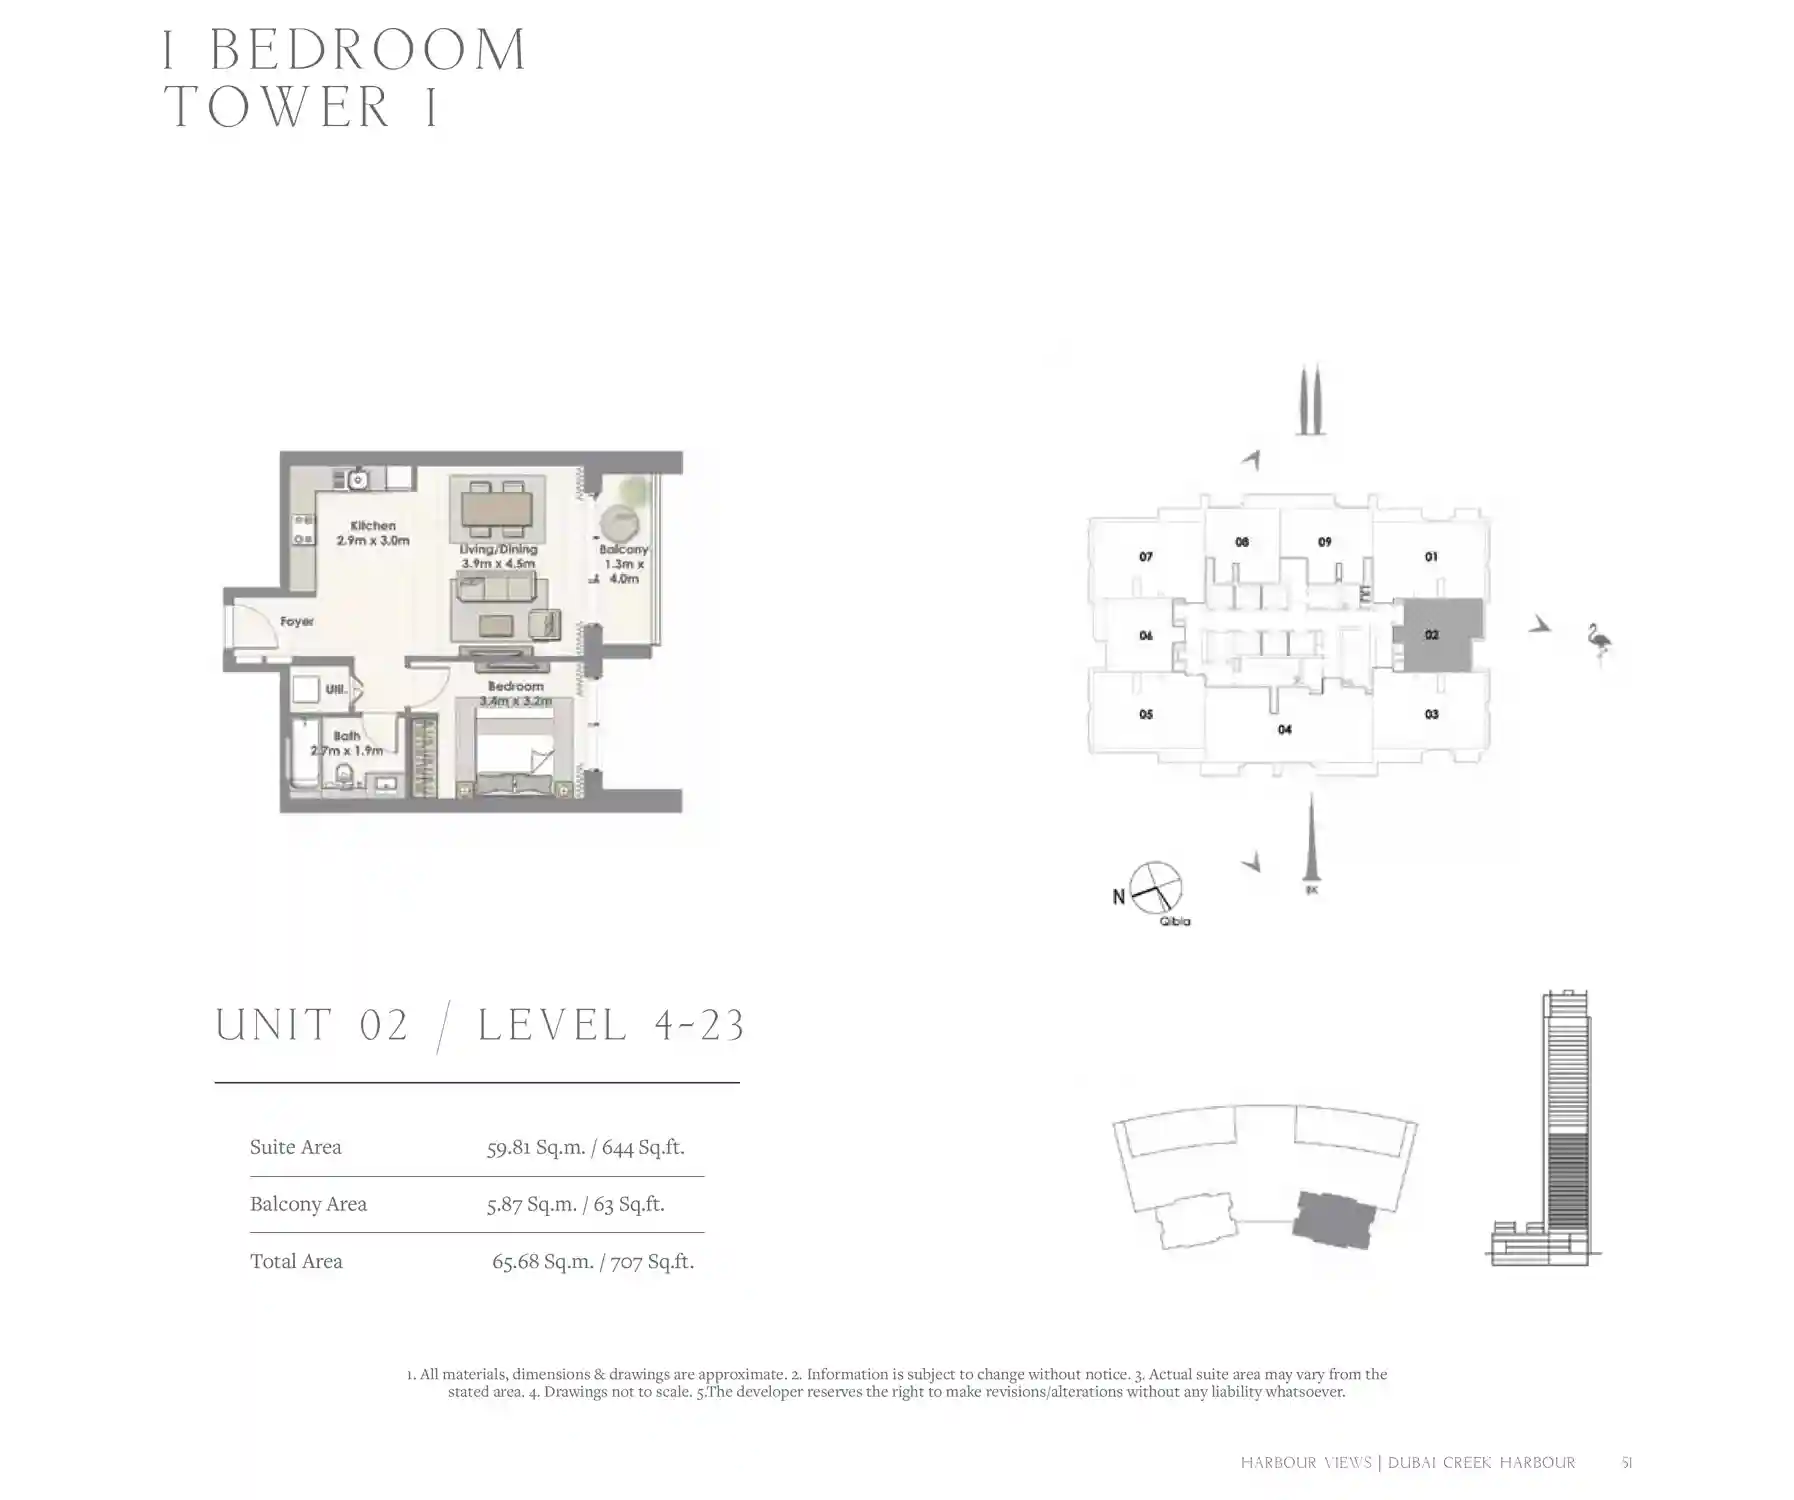 1 BEDROOM
TOWER 1
Kitchen
2.9m x 3.0m
Living/Dining
3.9m x 4.5m
Balcony
1.3m x
4.0m
Foyer
Util.
Bedroom
3.4m x 3.2m
Bath
2.7m x 1.9m
07
08
09
01
06
02
05
04
03
BK
N
Qibla
UNIT 02 / LEVEL 4-23
Suite Area 59.81 Sq.m. / 644 Sq.ft.
Balcony Area 5.87 Sq.m. / 63 Sq.ft.
Total Area 65.68 Sq.m. / 707 Sq.ft.
1. All materials, dimensions & drawings are approximate. 2. Information is subject to change without notice. 3. Actual suite area may vary from the
stated area. 4. Drawings not to scale. 5.The developer reserves the right to make revisions/alterations without any liability whatsoever.
HARBOUR VIEWS | DUBAI CREEK HARBOUR 51